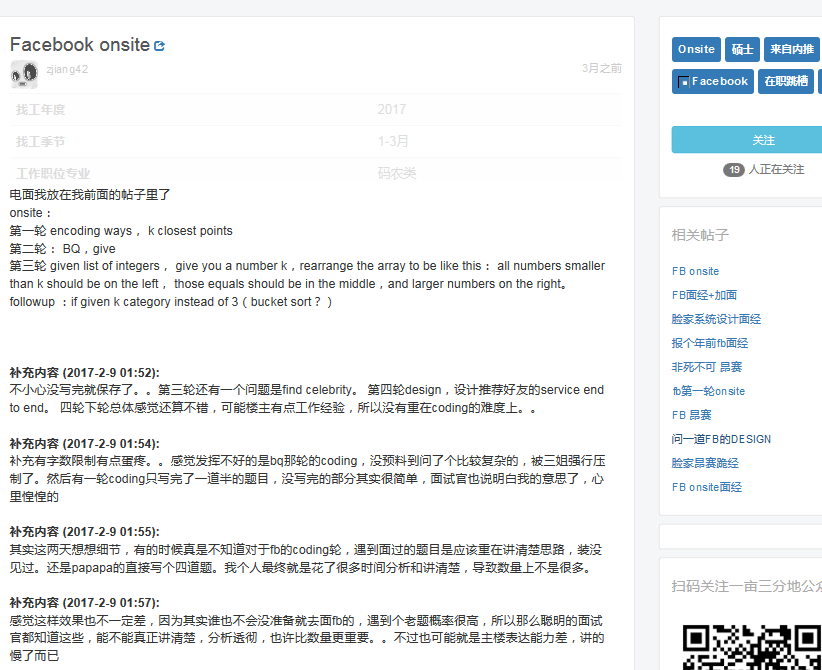 Facebook onsite
zjiang42
3月之前
找工年度 2017
找工季节 1-3月
工作职位专业 码农类
电面我放在我前面的帖子里了
onsite：
第一轮 encoding ways， k closest points
第二轮： BQ，give
第三轮 given list of integers， give you a number k，rearrange the array to be like this： all numbers smaller
than k should be on the left， those equals should be in the middle，and larger numbers on the right。
followup ：if given k category instead of 3（bucket sort？）
补充内容 (2017-2-9 01:52):
不小心没写完就保存了。。第三轮还有一个问题是find celebrity。 第四轮design，设计推荐好友的service end
to end。 四轮下轮总体感觉还算不错，可能楼主有点工作经验，所以没有重在coding的难度上。。
补充内容 (2017-2-9 01:54):
补充有字数限制有点蛋疼。。感觉发挥不好的是bq那轮的coding，没预料到问了个比较复杂的，被三姐强行压
制了。然后有一轮coding只写完了一道半的题目，没写完的部分其实很简单，面试官也说明白我的意思了，心
里惶惶的
补充内容 (2017-2-9 01:55):
其实这两天想想细节，有的时候真是不知道对于fb的coding轮，遇到面过的题目是应该重在讲清楚思路，装没
见过。还是papapa的直接写个四道题。我个人最终就是花了很多时间分析和讲清楚，导致数量上不是很多。
补充内容 (2017-2-9 01:57):
感觉这样效果也不一定差，因为其实谁也不会没准备就去面fb的，遇到个老题概率很高，所以那么聪明的面试
官都知道这些，能不能真正讲清楚，分析透彻，也许比数量更重要。。不过也可能就是主楼表达能力差，讲的
慢了而已
Onsite 硕士 来自内推
Facebook 在职跳槽
关注
19 人正在关注
相关帖子
FB onsite
FB面经+加面
脸家系统设计面经
报个年前fb面经
非死不可 昂赛
fb第一轮onsite
FB 昂赛
问一道FB的DESIGN
脸家昂赛跪经
FB onsite面经
扫码关注一亩三分地公众